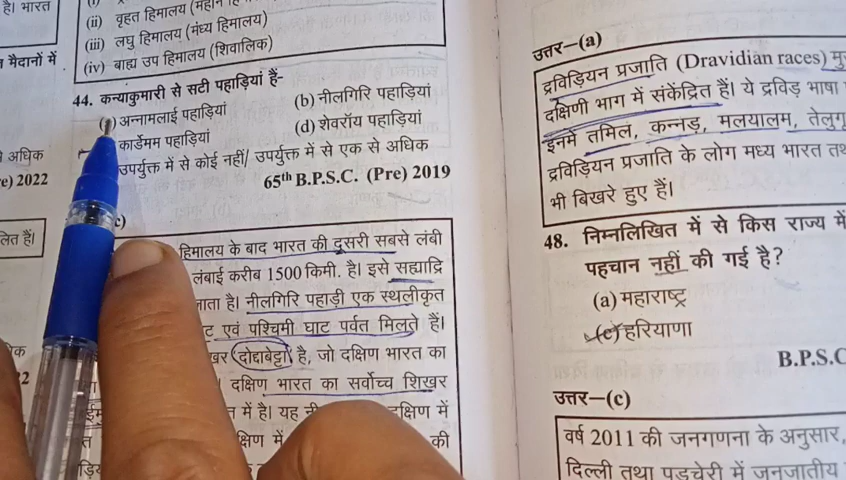 है। भारत
मैदानों में
अधिक
e) 2022
लित हैं।
(ii) वृहत हिमालय (महान
(iii) लघु हिमालय (मध्य हिमालय)
(iv) बाह्य उप हिमालय (शिवालिक)
44. कन्याकुमारी से सटी पहाड़ियां हैं-
अन्नामलाई पहाड़ियां (b) नीलगिरि पहाड़ियां
कार्डेमम पहाड़ियां (d) शेवरॉय पहाड़ियां
उपर्युक्त में से कोई नहीं/ उपर्युक्त में से एक से अधिक
65th B.P.S.C. (Pre) 2019
c)
हिमालय के बाद भारत की दूसरी सबसे लंबी
लंबाई करीब 1500 किमी. है। इसे सह्याद्रि
जाता है। नीलगिरि पहाड़ी एक स्थलीकृत
एवं पश्चिमी घाट पर्वत मिलते हैं।
दोद्दाबेट्टा है, जो दक्षिण भारत का
दक्षिण भारत का सर्वोच्च शिखर
में है। यह दक्षिण में
में की
उत्तर–(a)
द्रविड़ियन प्रजाति (Dravidian races)
दक्षिणी भाग में संकेंद्रित हैं। ये द्रविड़ भाषा
इनमें तमिल, कन्नड़, मलयालम, तेलुगू
द्रविड़ियन प्रजाति के लोग मध्य भारत
भी बिखरे हुए हैं।
48. निम्नलिखित में से किस राज्य में
पहचान नहीं की गई है?
(a) महाराष्ट्र
(c) हरियाणा
B.P.S.C
उत्तर–(c)
वर्ष 2011 की जनगणना के अनुसार,
दिल्ली तथा पुडुचेरी में जनजातीय